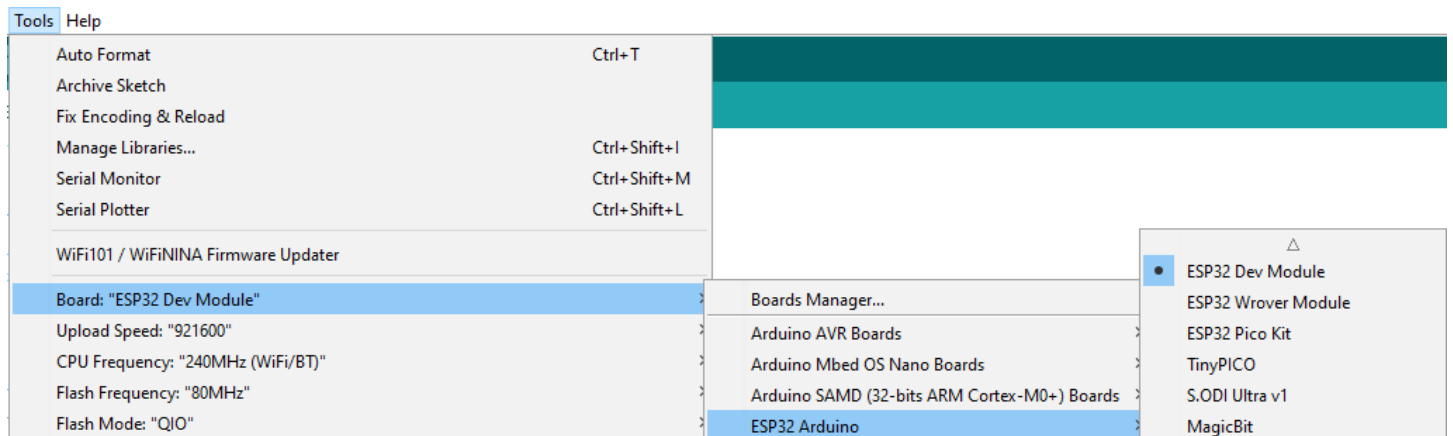 Tools Help
Auto Format Ctrl+T
Archive Sketch
Fix Encoding & Reload
Manage Libraries... Ctrl+Shift+I
Serial Monitor Ctrl+Shift+M
Serial Plotter Ctrl+Shift+L
WiFi101 / WiFiNINA Firmware Updater
Board: "ESP32 Dev Module"
Upload Speed: "921600"
CPU Frequency: "240MHz (WiFi/BT)"
Flash Frequency: "80MHz"
Flash Mode: "QIO"
Boards Manager...
Arduino AVR Boards
Arduino Mbed OS Nano Boards
Arduino SAMD (32-bits ARM Cortex-M0+) Boards
ESP32 Arduino
ESP32 Dev Module
ESP32 Wrover Module
ESP32 Pico Kit
TinyPICO
S.ODI Ultra v1
MagicBit